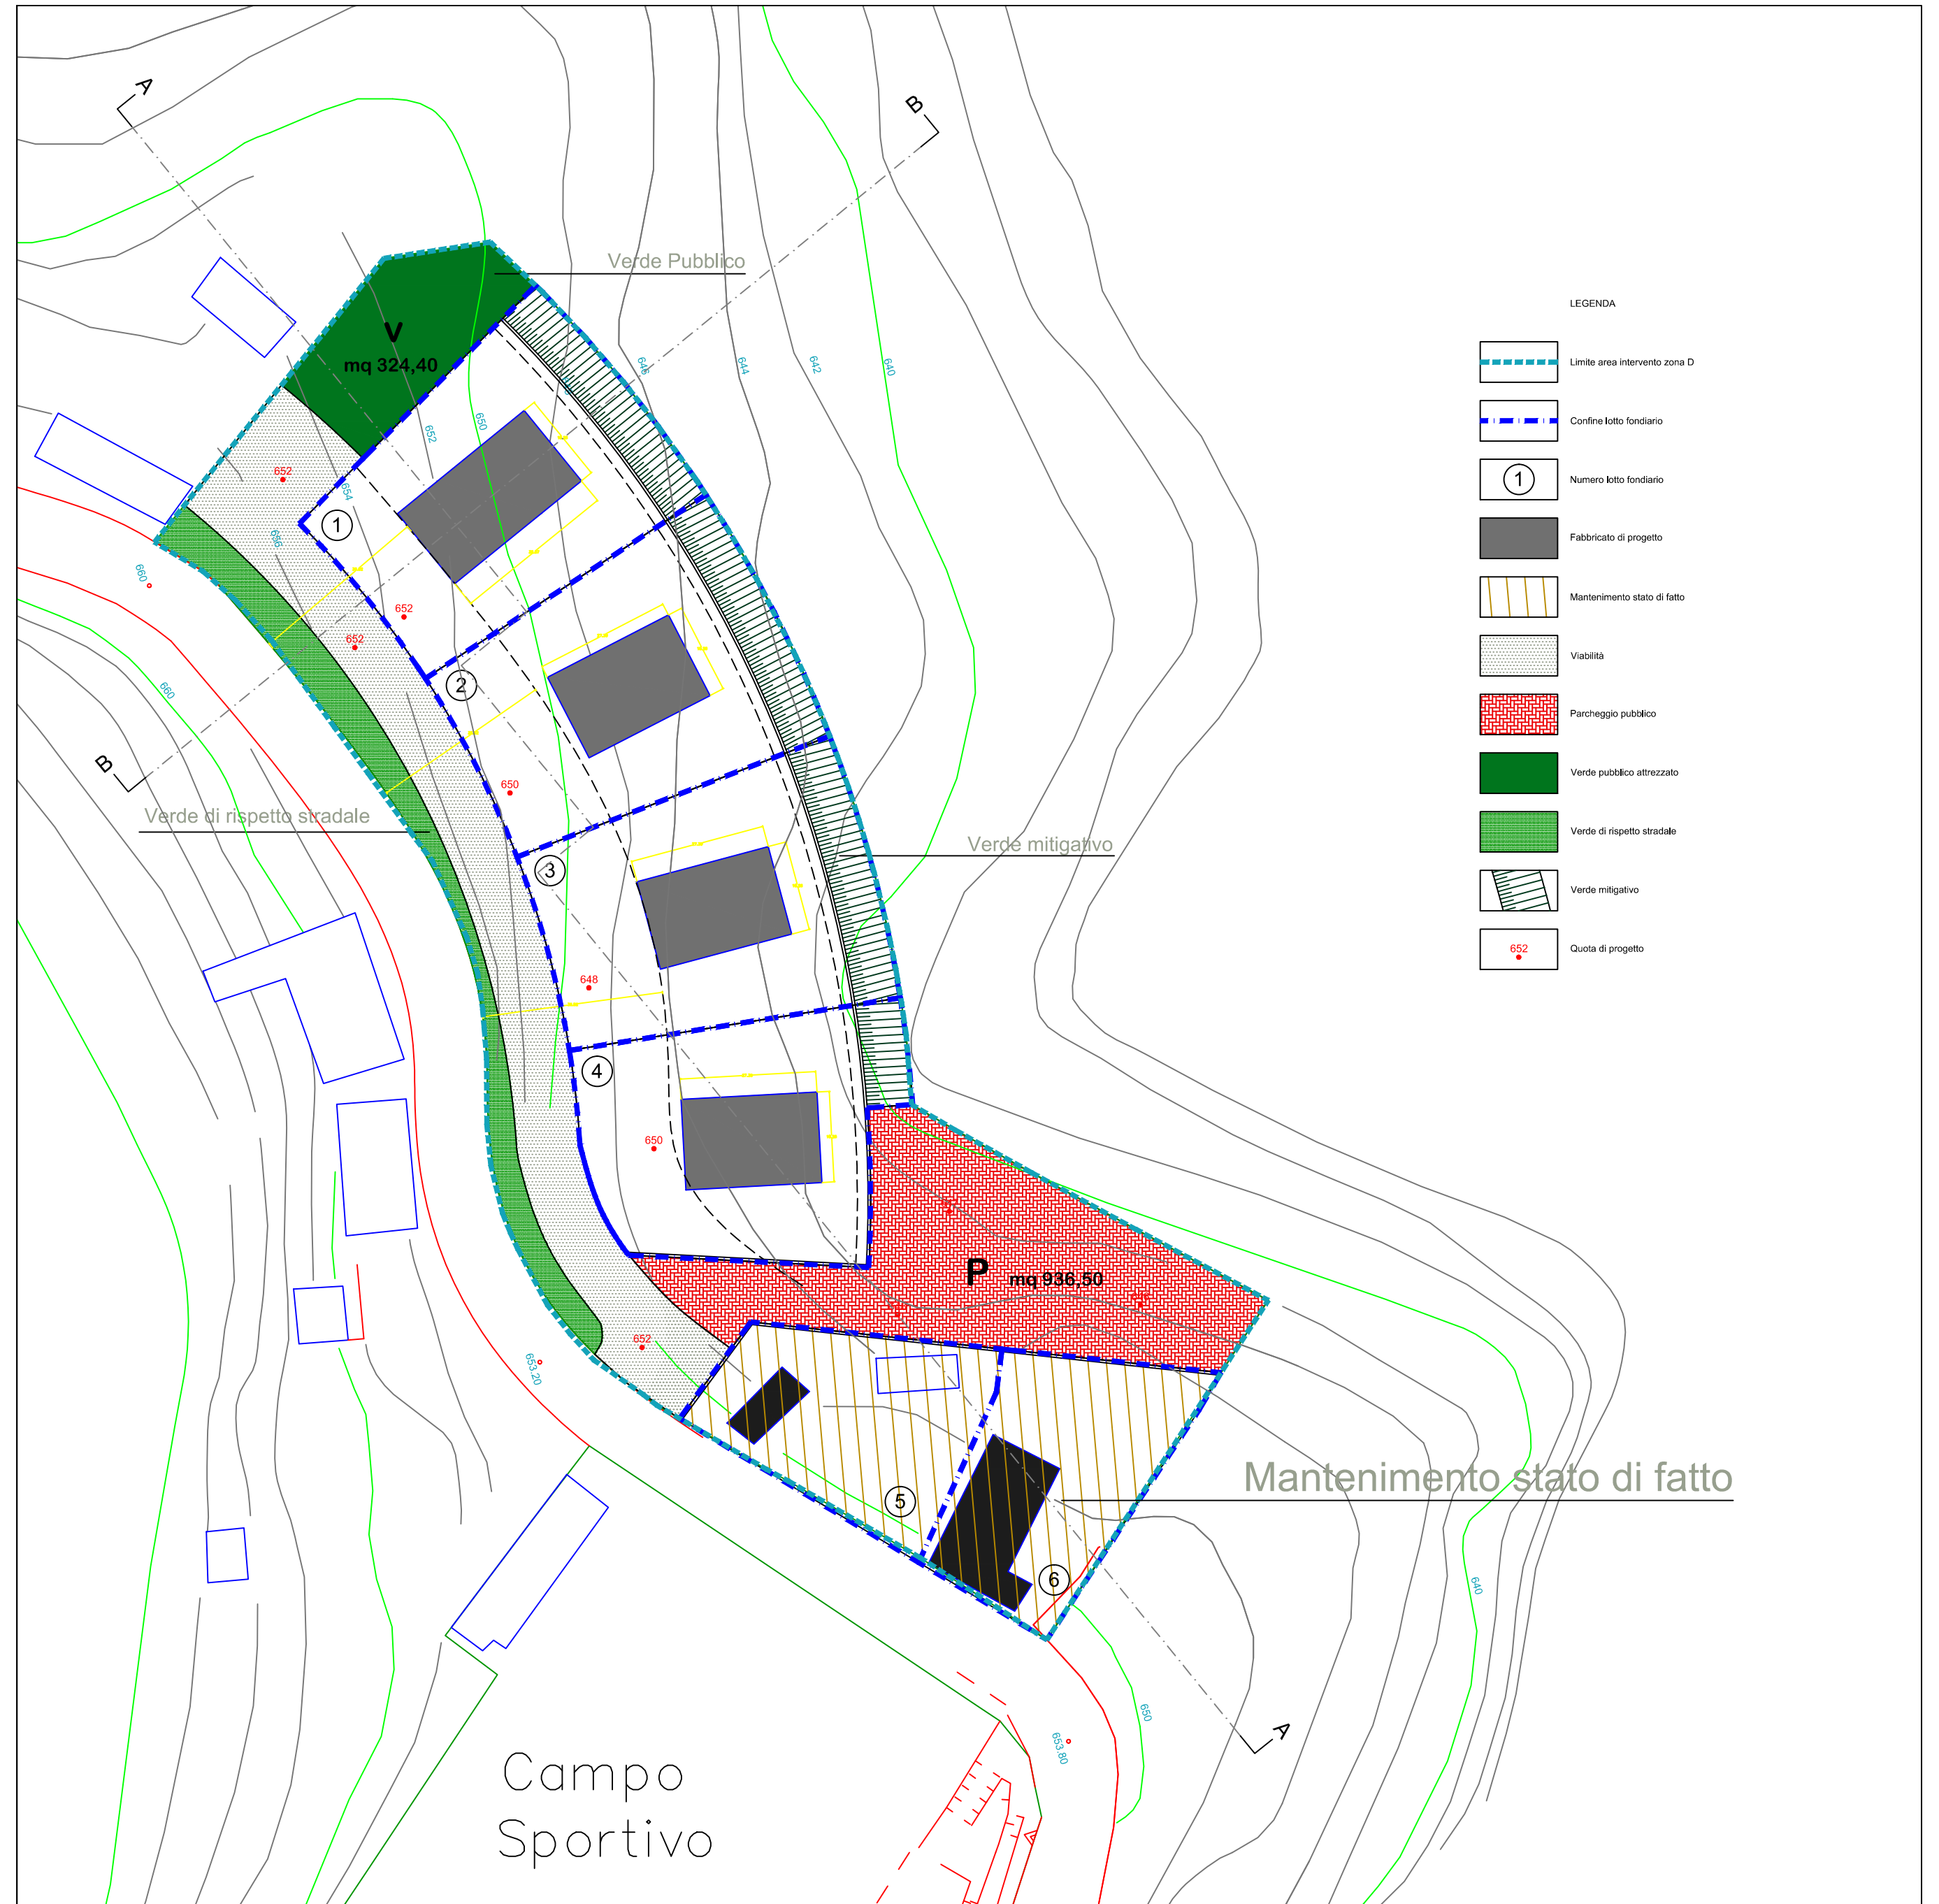 A
B
Verde Pubblico
V
mq 324,40
LEGENDA
Limite area intervento zona D
Confine lotto fondiario
1
Numero lotto fondiario
Fabbricato di progetto
Mantenimento stato di fatto
Viabilità
Parcheggio pubblico
Verde pubblico attrezzato
Verde di rispetto stradale
Verde mitigativo
652
Quota di progetto
646
644
642
640
650
652
654
656
652
1
660
652
652
660
2
B
650
Verde di rispetto stradale
Verde mitigativo
3
648
4
650
P
mq 936,50
652
653.20
Mantenimento stato di fatto
5
6
640
650
653.80
A
Campo
Sportivo